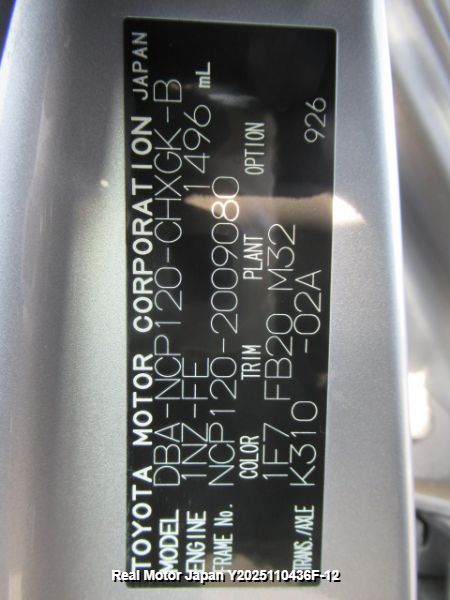 TOYOTA MOTOR CORPORATION JAPAN
MODEL DBA-NCP120-CHXGK-B
ENGINE 1NZ-FE 1496 mL
FRAME No. NCP120-2009080
COLOR TRIM PLANT OPTION
1E7 FB20 M32
TRANS./AXLE K310 -02A 926
Real Motor Japan Y2025110436F-12